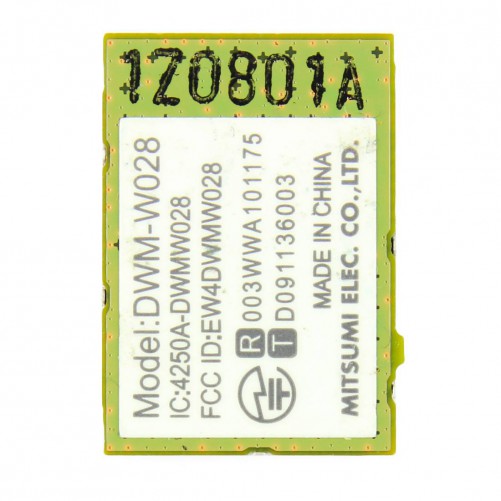 1Z0801A
Model:DWM-W028
IC:4250A-DWMW028
FCC ID:EW4DWMW028
R 003WWA101175
T D091136003
MADE IN CHINA
MITSUMI ELEC. CO.,LTD.